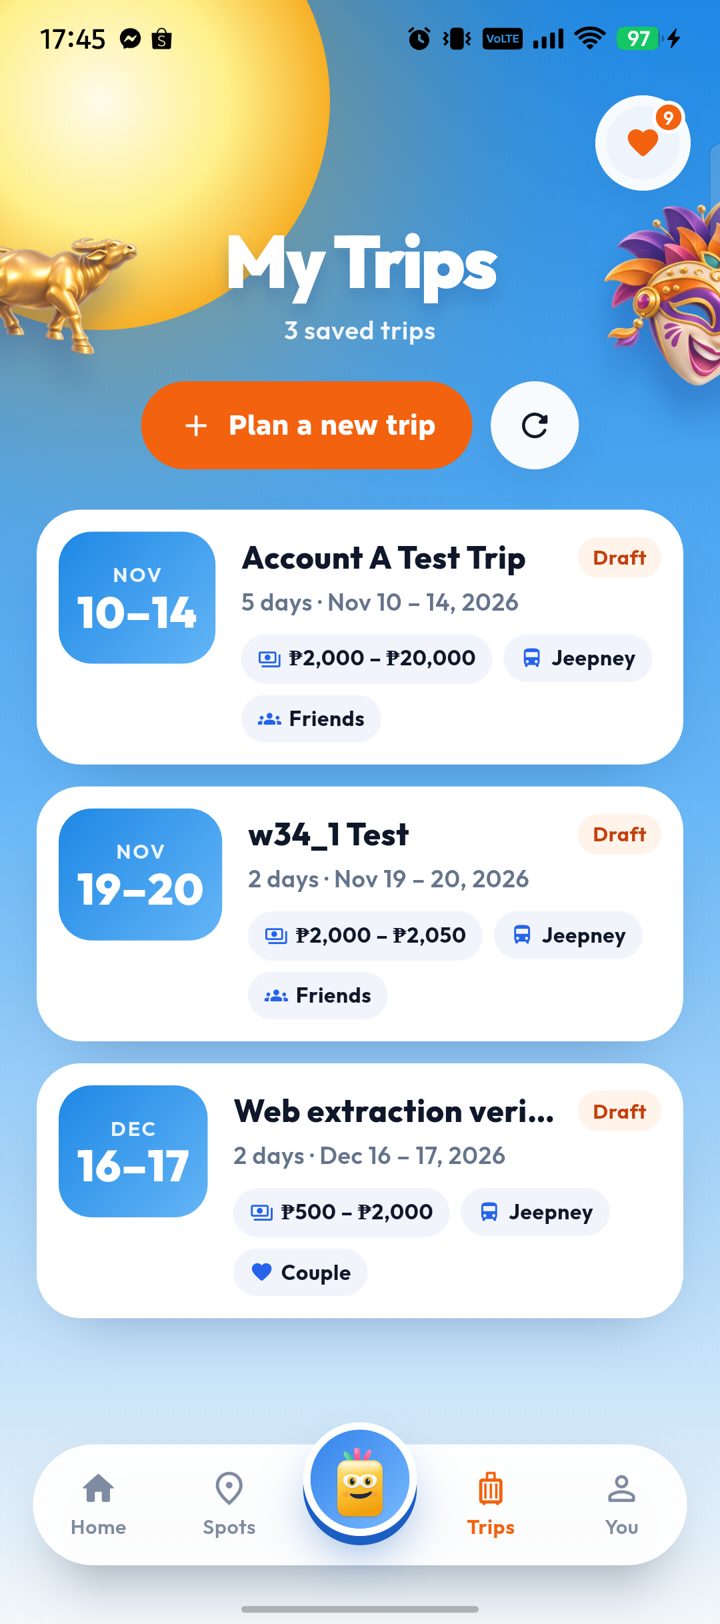 17:45
VoLTE
97
9
My Trips
3 saved trips
+ Plan a new trip
NOV
10–14
Account A Test Trip
Draft
5 days · Nov 10 – 14, 2026
₱2,000 – ₱20,000
Jeepney
Friends
NOV
19–20
w34_1 Test
Draft
2 days · Nov 19 – 20, 2026
₱2,000 – ₱2,050
Jeepney
Friends
DEC
16–17
Web extraction veri...
Draft
2 days · Dec 16 – 17, 2026
₱500 – ₱2,000
Jeepney
Couple
Home
Spots
Trips
You